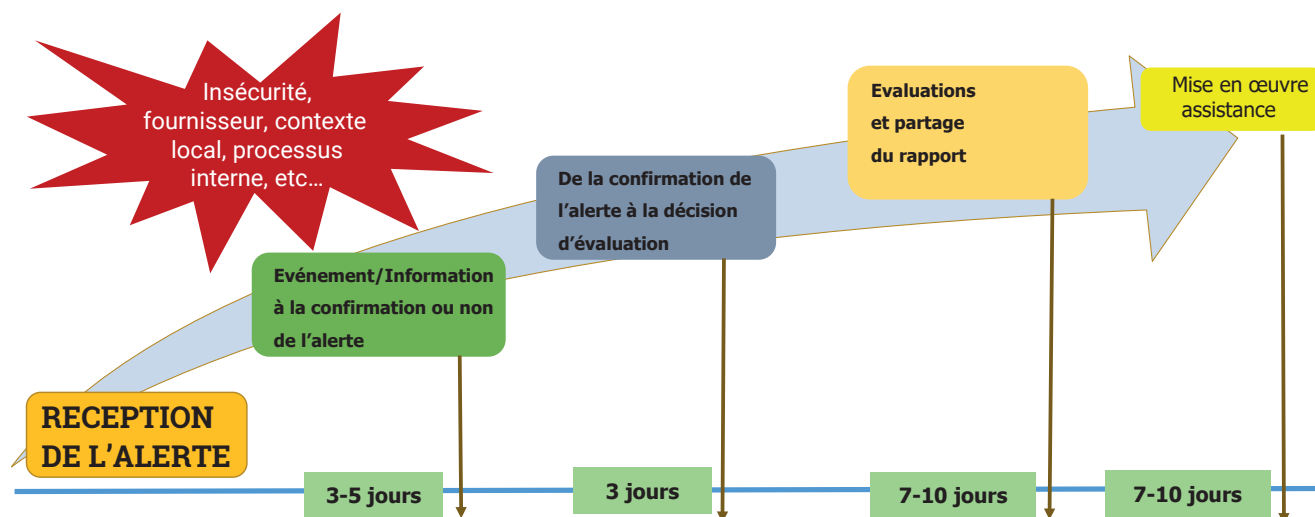 Insécurité,
fournisseur, contexte
local, processus
interne, etc…
Evaluations
et partage
du rapport
Mise en œuvre
assistance
De la confirmation de
l’alerte à la décision
d’évaluation
Evénement/Information
à la confirmation ou non
de l’alerte
RECEPTION
DE L’ALERTE
3-5 jours
3 jours
7-10 jours
7-10 jours